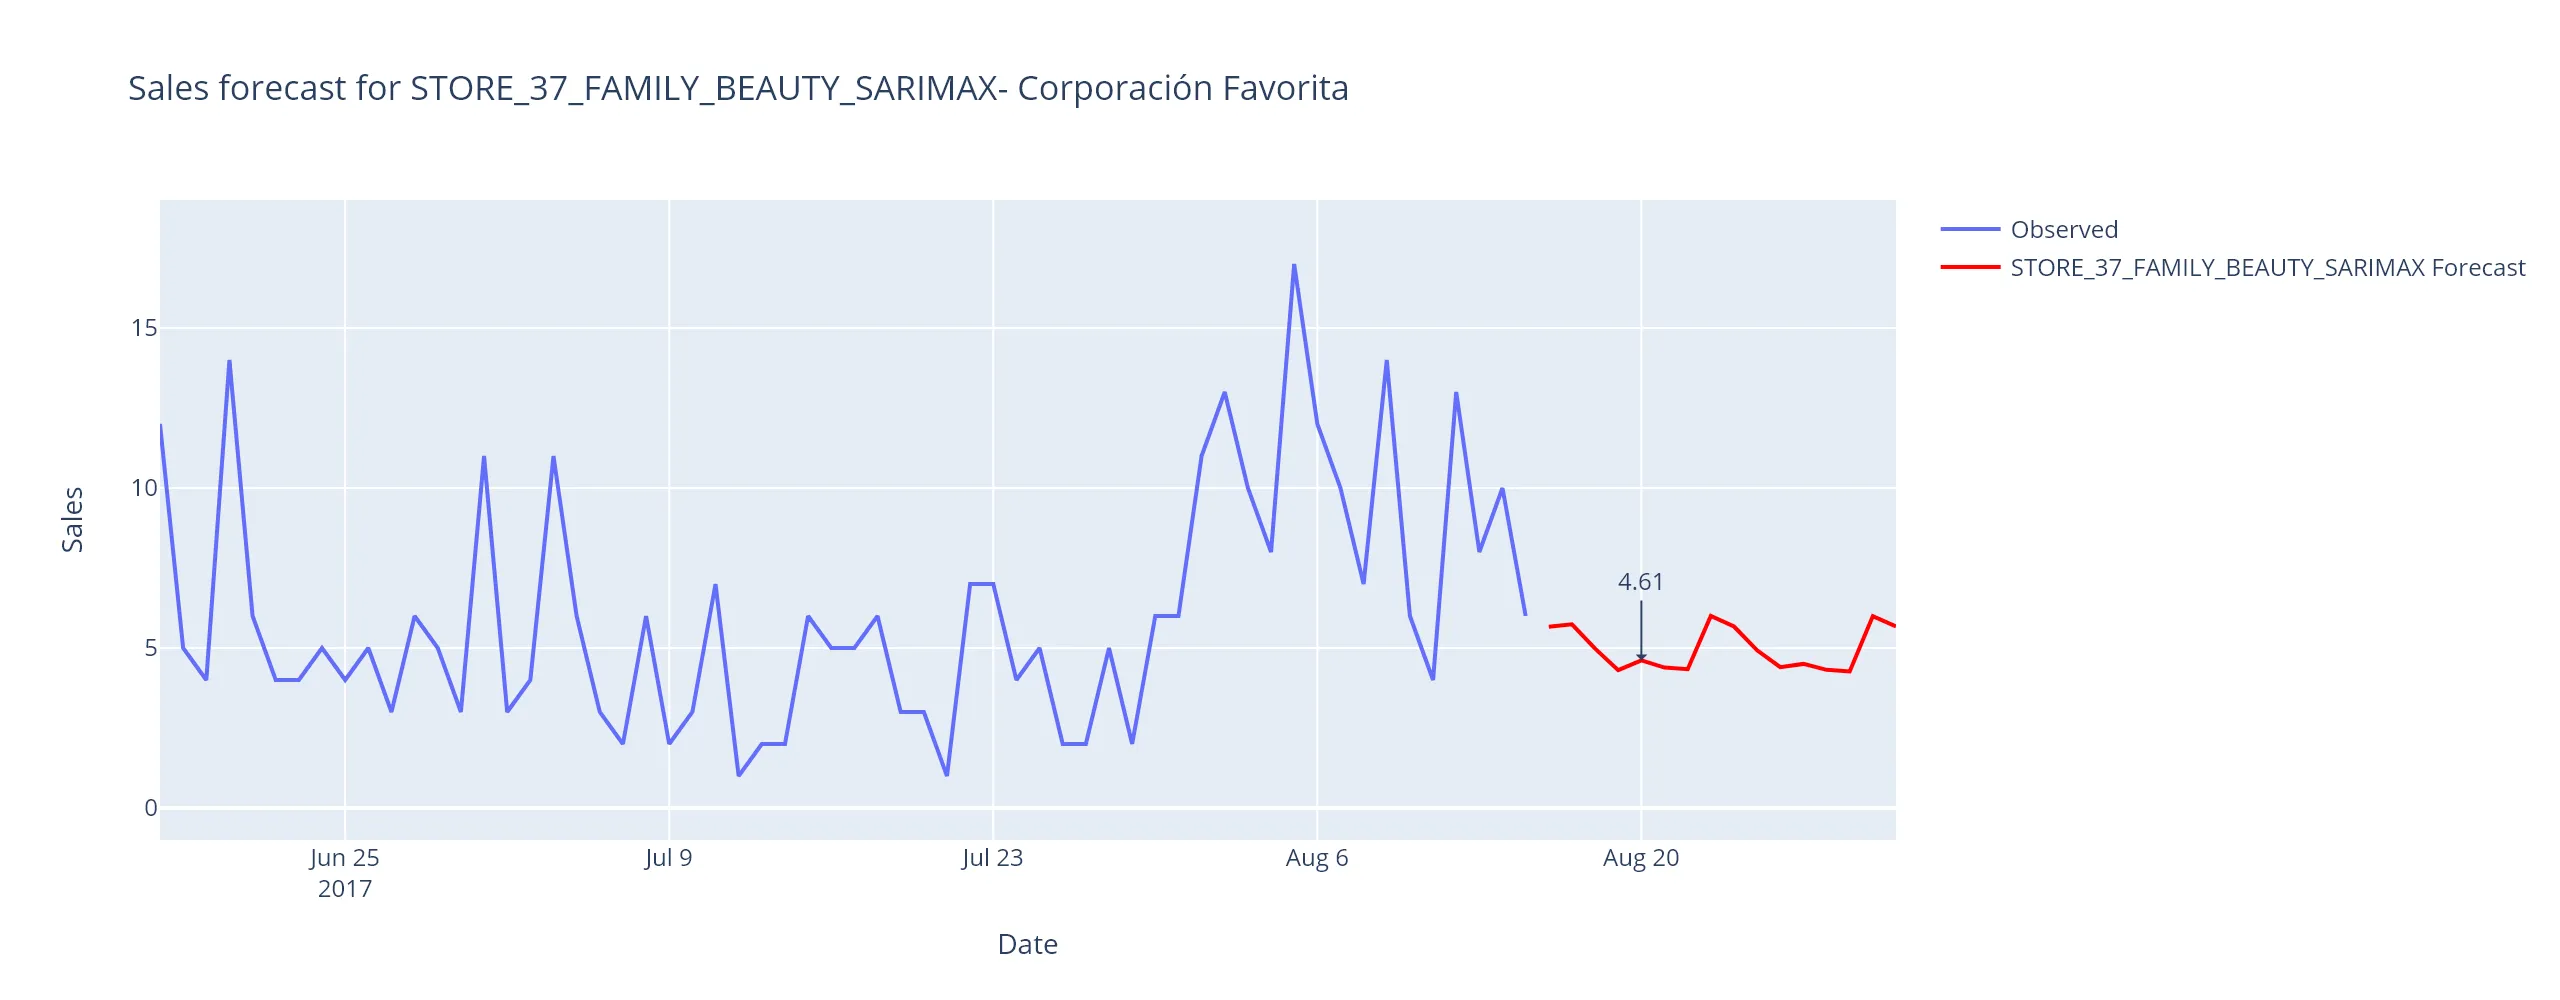 Sales forecast for STORE_37_FAMILY_BEAUTY_SARIMAX- Corporación Favorita
Observed
STORE_37_FAMILY_BEAUTY_SARIMAX Forecast
15
10
5
0
Sales
4.61
Jun 25
2017
Jul 9
Jul 23
Aug 6
Aug 20
Date